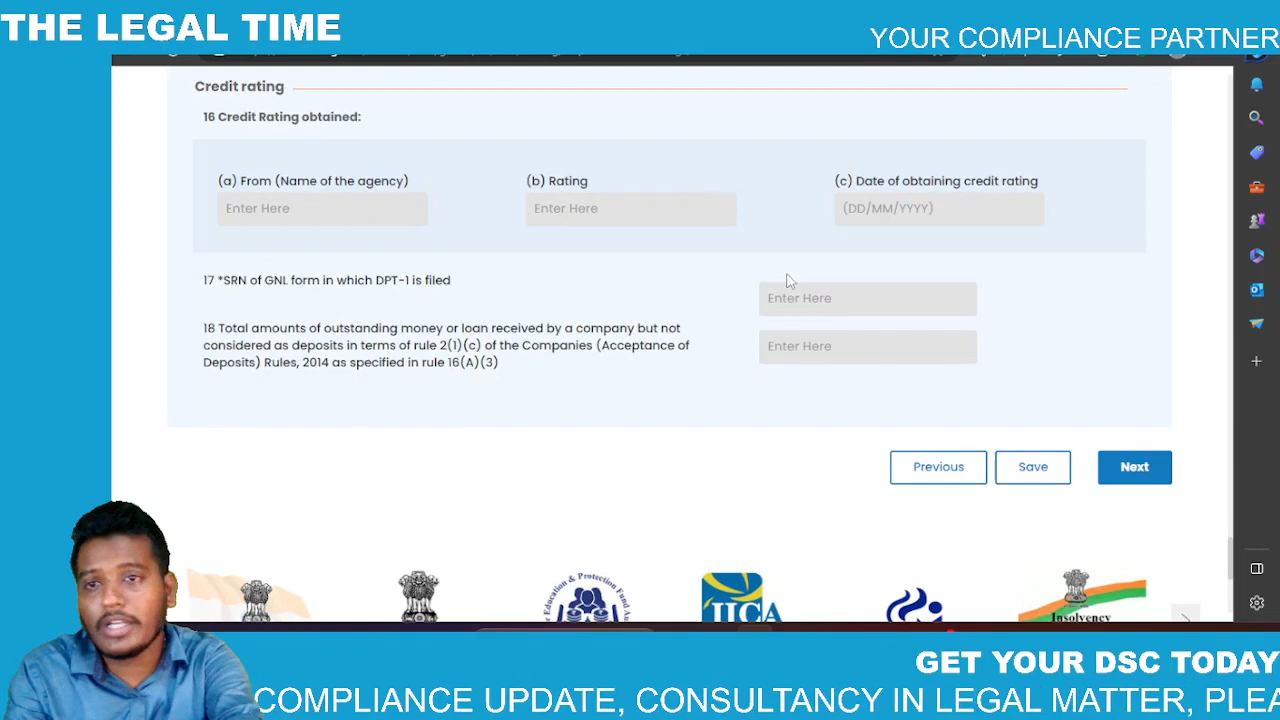 THE LEGAL TIME
YOUR COMPLIANCE PARTNER
Credit rating
16 Credit Rating obtained:
(a) From (Name of the agency)
(b) Rating
(c) Date of obtaining credit rating
Enter Here
Enter Here
(DD/MM/YYYY)
17 *SRN of GNL form in which DPT-1 is filed
Enter Here
18 Total amounts of outstanding money or loan received by a company but not
considered as deposits in terms of rule 2(1)(c) of the Companies (Acceptance of
Deposits) Rules, 2014 as specified in rule 16(A)(3)
Enter Here
Previous
Save
Next
Education & Protection Fund
IICA
Insolvency
GET YOUR DSC TODAY
COMPLIANCE UPDATE, CONSULTANCY IN LEGAL MATTER,